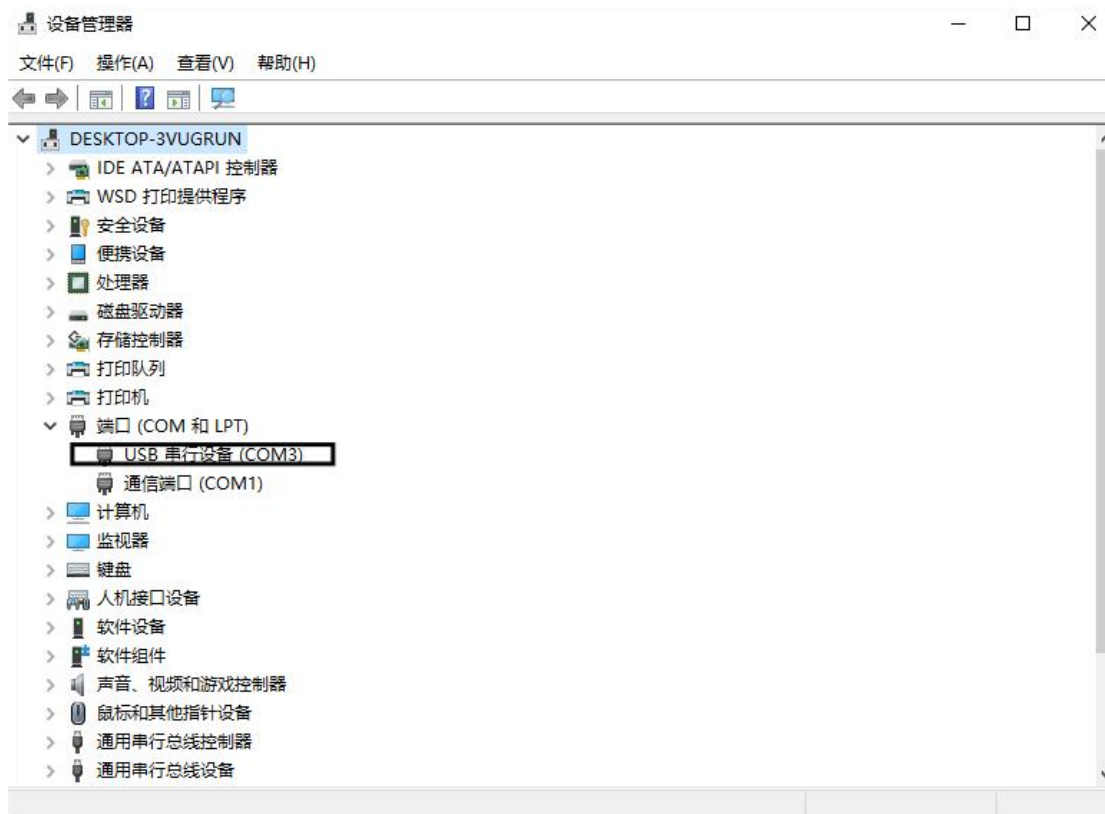 设备管理器
文件(F) 操作(A) 查看(V) 帮助(H)
DESKTOP-3VUGRUN
IDE ATA/ATAPI 控制器
WSD 打印提供程序
安全设备
便携设备
处理器
磁盘驱动器
存储控制器
打印队列
打印机
端口 (COM 和 LPT)
USB 串行设备 (COM3)
通信端口 (COM1)
计算机
监视器
键盘
人机接口设备
软件设备
软件组件
声音、视频和游戏控制器
鼠标和其他指针设备
通用串行总线控制器
通用串行总线设备